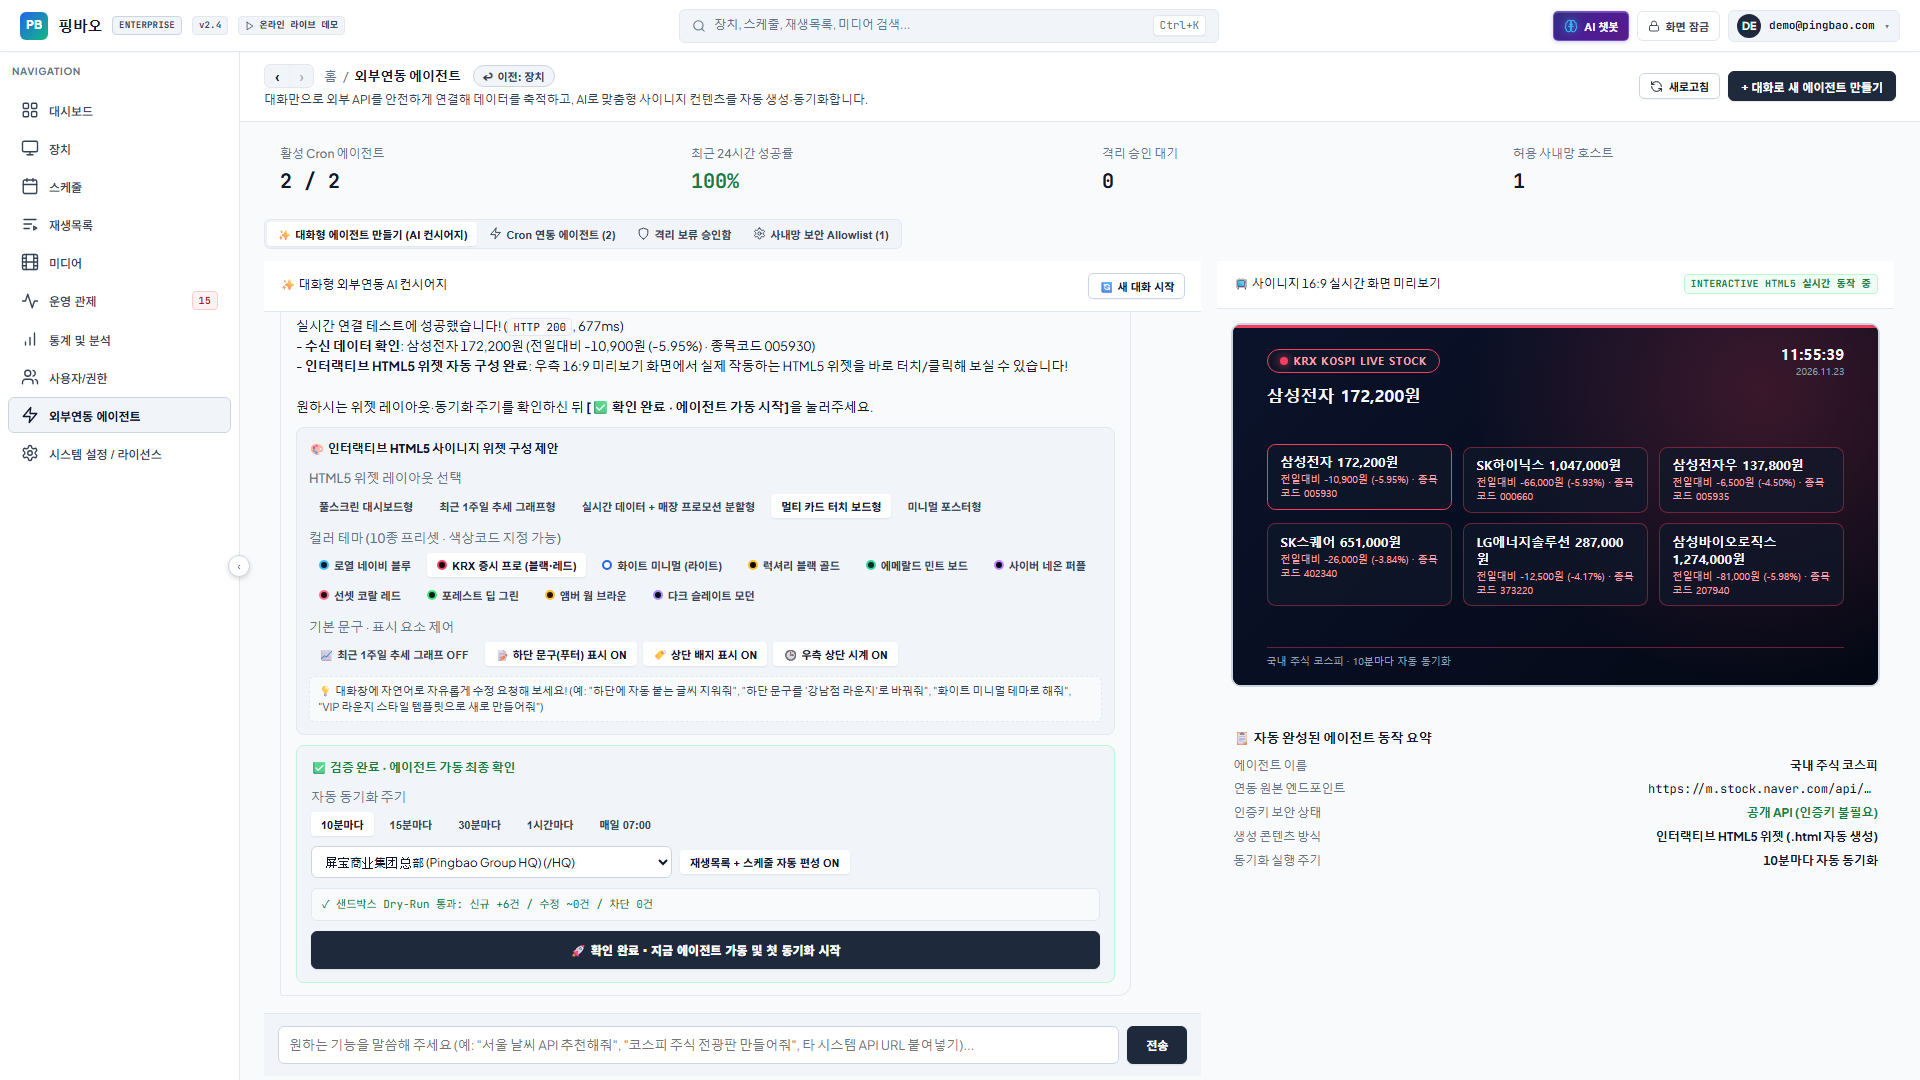 PB 핑바오 ENTERPRISE v2.4 ▷ 온라인 라이브 데모
장치, 스케줄, 재생목록, 미디어 검색... Ctrl+K
AI 챗봇 화면 잠금 DE demo@pingbao.com
NAVIGATION
대시보드
장치
스케줄
재생목록
미디어
운영 관제 15
통계 및 분석
사용자/권한
외부연동 에이전트
시스템 설정 / 라이선스
‹ › 홈 / 외부연동 에이전트 ↩ 이전: 장치
대화만으로 외부 API를 안전하게 연결해 데이터를 축적하고, AI로 맞춤형 사이니지 컨텐츠를 자동 생성·동기화합니다.
새로고침 + 대화로 새 에이전트 만들기
활성 Cron 에이전트
2 / 2
최근 24시간 성공률
100%
격리 승인 대기
0
허용 사내망 호스트
1
✨ 대화형 에이전트 만들기 (AI 컨시어지) Cron 연동 에이전트 (2) 격리 보류 승인함 사내망 보안 Allowlist (1)
✨ 대화형 외부연동 AI 컨시어지 새 대화 시작
실시간 연결 테스트에 성공했습니다! ( HTTP 200 , 677ms)
- 수신 데이터 확인: 삼성전자 172,200원 (전일대비 -10,900원 (-5.95%) · 종목코드 005930)
- 인터랙티브 HTML5 위젯 자동 구성 완료: 우측 16:9 미리보기 화면에서 실제 작동하는 HTML5 위젯을 바로 터치/클릭해 보실 수 있습니다!
원하시는 위젯 레이아웃·동기화 주기를 확인하신 뒤 [✅ 확인 완료 · 에이전트 가동 시작]을 눌러주세요.
인터랙티브 HTML5 사이니지 위젯 구성 제안
HTML5 위젯 레이아웃 선택
풀스크린 대시보드형 최근 1주일 추세 그래프형 실시간 데이터 + 매장 프로모션 분할형 멀티 카드 터치 보드형 미니멀 포스터형
컬러 테마 (10종 프리셋 · 색상코드 지정 가능)
로열 네이비 블루 KRX 증시 프로 (블랙·레드) 화이트 미니멀 (라이트) 럭셔리 블랙 골드 에메랄드 민트 보드 사이버 네온 퍼플
선셋 코랄 레드 포레스트 딥 그린 앰버 웜 브라운 다크 슬레이트 모던
기본 문구 · 표시 요소 제어
📈 최근 1주일 추세 그래프 OFF 하단 문구(푸터) 표시 ON 상단 배지 표시 ON 우측 상단 시계 ON
💡 대화창에 자연어로 자유롭게 수정 요청해 보세요! (예: "하단에 자동 붙는 글씨 지워줘", "하단 문구를 '강남점 라운지'로 바꿔줘", "화이트 미니멀 테마로 해줘",
"VIP 라운지 스타일 템플릿으로 새로 만들어줘")
✅ 검증 완료 · 에이전트 가동 최종 확인
자동 동기화 주기
10분마다 15분마다 30분마다 1시간마다 매일 07:00
屏宝商业集团总部 (Pingbao Group HQ) (/HQ) 재생목록 + 스케줄 자동 편성 ON
✓ 샌드박스 Dry-Run 통과: 신규 +6건 / 수정 ~0건 / 차단 0건
🚀 확인 완료 · 지금 에이전트 가동 및 첫 동기화 시작
원하는 기능을 말씀해 주세요 (예: "서울 날씨 API 추천해줘", "코스피 주식 전광판 만들어줘", 타 시스템 API URL 붙여넣기)...
전송
사이니지 16:9 실시간 화면 미리보기 INTERACTIVE HTML5 실시간 동작 중
KRX KOSPI LIVE STOCK
11:55:39
2026.11.23
삼성전자 172,200원
삼성전자 172,200원
전일대비 -10,900원 (-5.95%) · 종목
코드 005930
SK하이닉스 1,047,000원
전일대비 -66,000원 (-5.93%) · 종목
코드 000660
삼성전자우 137,800원
전일대비 -6,500원 (-4.50%) · 종목
코드 005935
SK스퀘어 651,000원
전일대비 -26,000원 (-3.84%) · 종목
코드 402340
LG에너지솔루션 287,000
원
전일대비 -12,500원 (-4.17%) · 종목
코드 373220
삼성바이오로직스
1,274,000원
전일대비 -81,000원 (-5.98%) · 종목
코드 207940
국내 주식 코스피 · 10분마다 자동 동기화
📋 자동 완성된 에이전트 동작 요약
에이전트 이름 국내 주식 코스피
연동 원본 엔드포인트 https://m.stock.naver.com/api/…
인증키 보안 상태 공개 API (인증키 불필요)
생성 콘텐츠 방식 인터랙티브 HTML5 위젯 (.html 자동 생성)
동기화 실행 주기 10분마다 자동 동기화